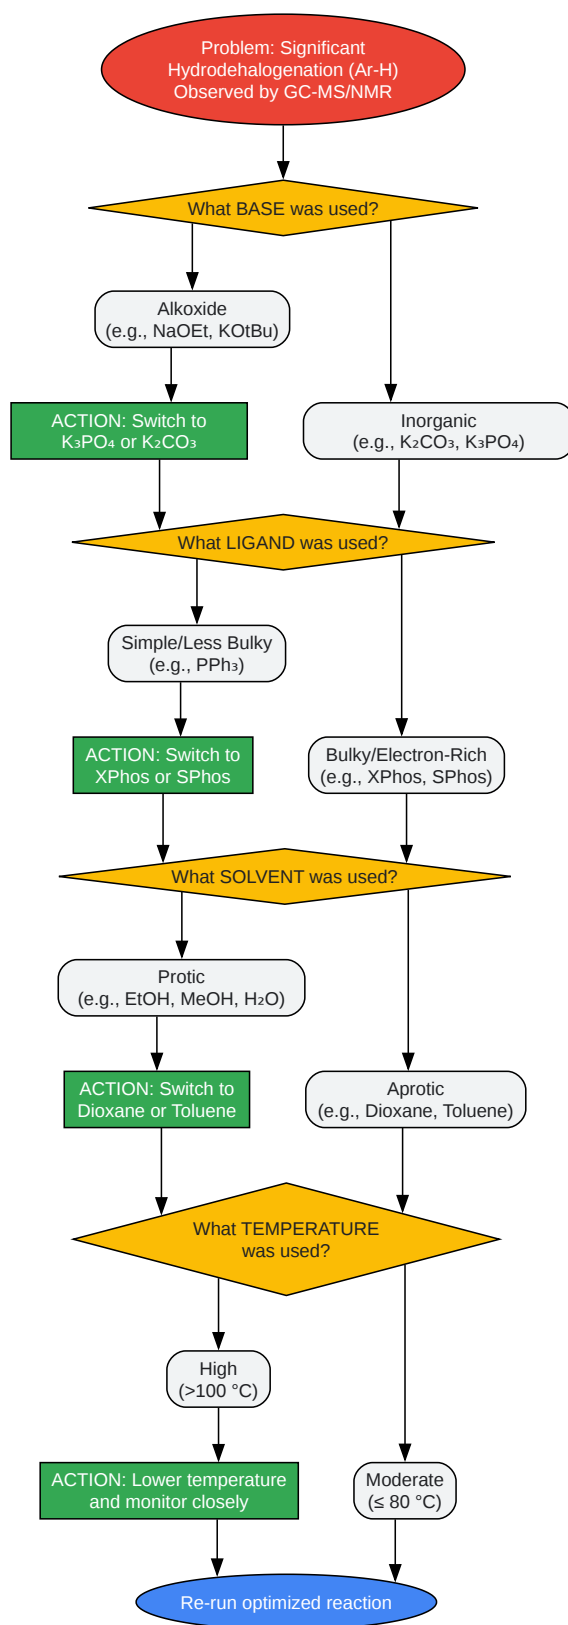 Problem: Significant
Hydrodehalogenation (Ar-H)
Observed by GC-MS/NMR
What BASE was used?
Alkoxide
(e.g., NaOEt, KOtBu)
ACTION: Switch to
K₃PO₄ or K₂CO₃
Inorganic
(e.g., K₂CO₃, K₃PO₄)
What LIGAND was used?
Simple/Less Bulky
(e.g., PPh₃)
ACTION: Switch to
XPhos or SPhos
Bulky/Electron-Rich
(e.g., XPhos, SPhos)
What SOLVENT was used?
Protic
(e.g., EtOH, MeOH, H₂O)
ACTION: Switch to
Dioxane or Toluene
Aprotic
(e.g., Dioxane, Toluene)
What TEMPERATURE
was used?
High
(>100 °C)
ACTION: Lower temperature
and monitor closely
Moderate
(≤ 80 °C)
Re-run optimized reaction